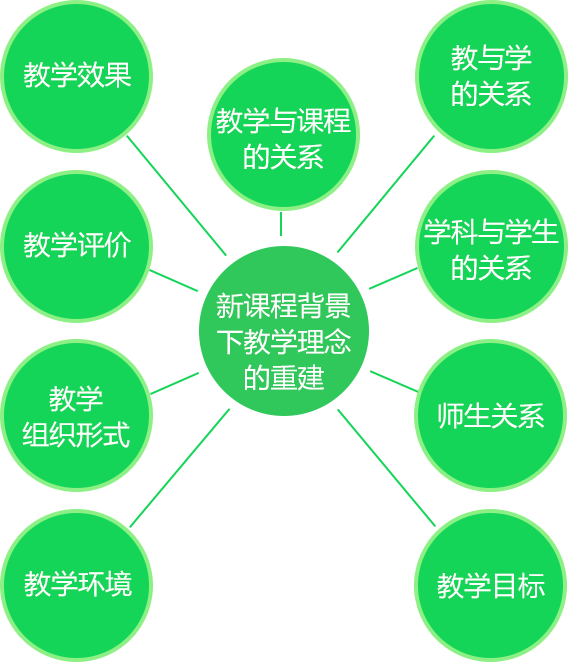 教学效果
教学与课程
的关系
教与学
的关系
教学评价
学科与学生
的关系
新课程背景
下教学理念
的重建
教学
组织形式
师生关系
教学环境
教学目标